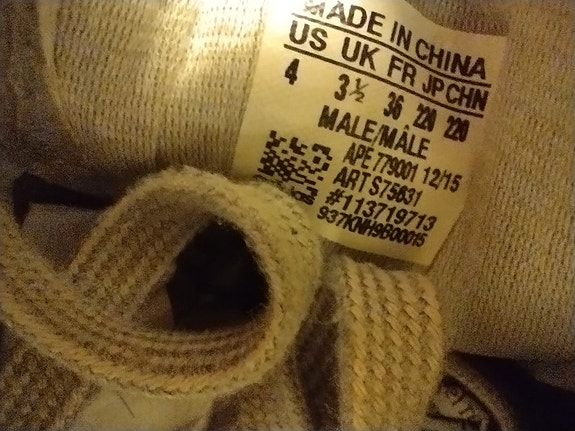 MADE IN CHINA
US UK FR JP CHN
4 3½ 36 220 220
MALE/MÂLE
APE 779001 12/15
ART S75631
#113719713
937KNH9B00015